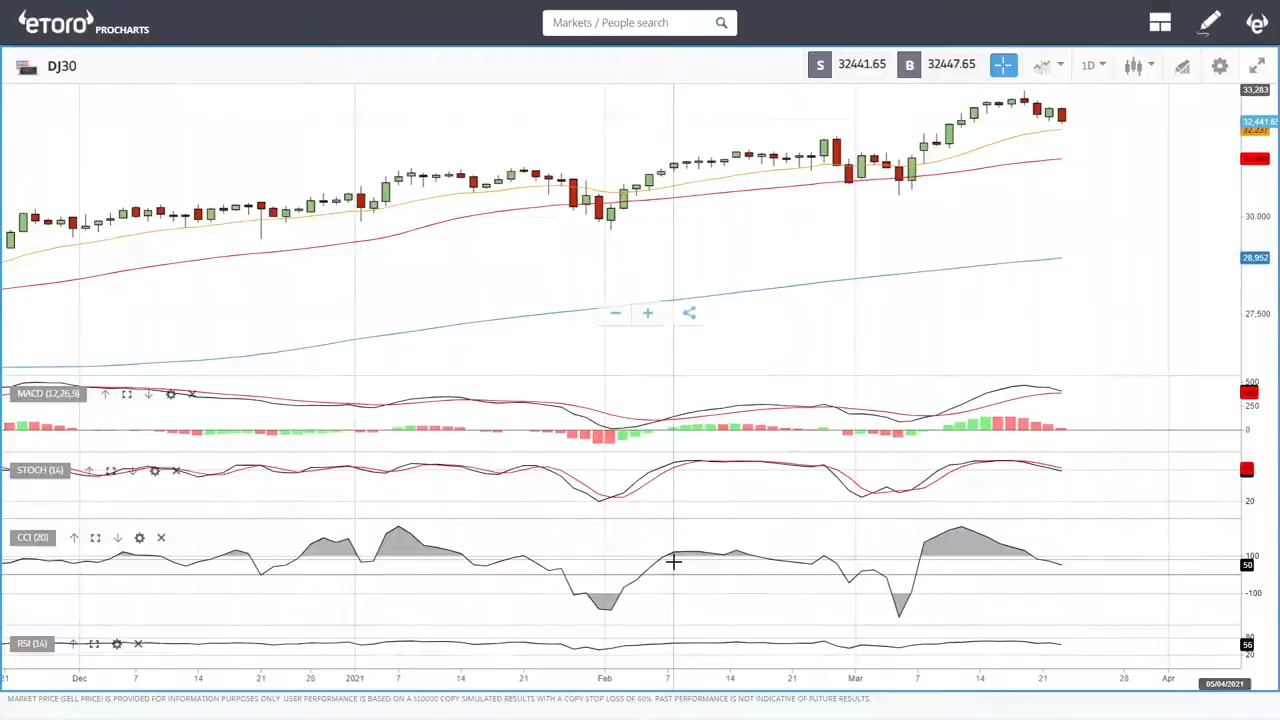 eTORO PROCHARTS
Markets / People search
DJ30
S 32441.65 B 32447.65 1D
33,283
32,441.65
32,237
30,000
28,952
27,500
MACD (12,26,9)
500
250
0
STOCH (14)
20
CCI (20)
100
50
-100
RSI (14)
80
56
20
21 Dec 7 14 21 28 2021 7 14 21 Feb 7 14 21 Mar 7 14 21 28 Apr
05/04/2021
MARKET PRICE (SELL PRICE) IS PROVIDED FOR INFORMATION PURPOSES ONLY USER PERFORMANCE IS BASED ON A $10000 COPY SIMULATED RESULTS WITH A COPY STOP LOSS OF 60%. PAST PERFORMANCE IS NOT INDICATIVE OF FUTURE RESULTS.